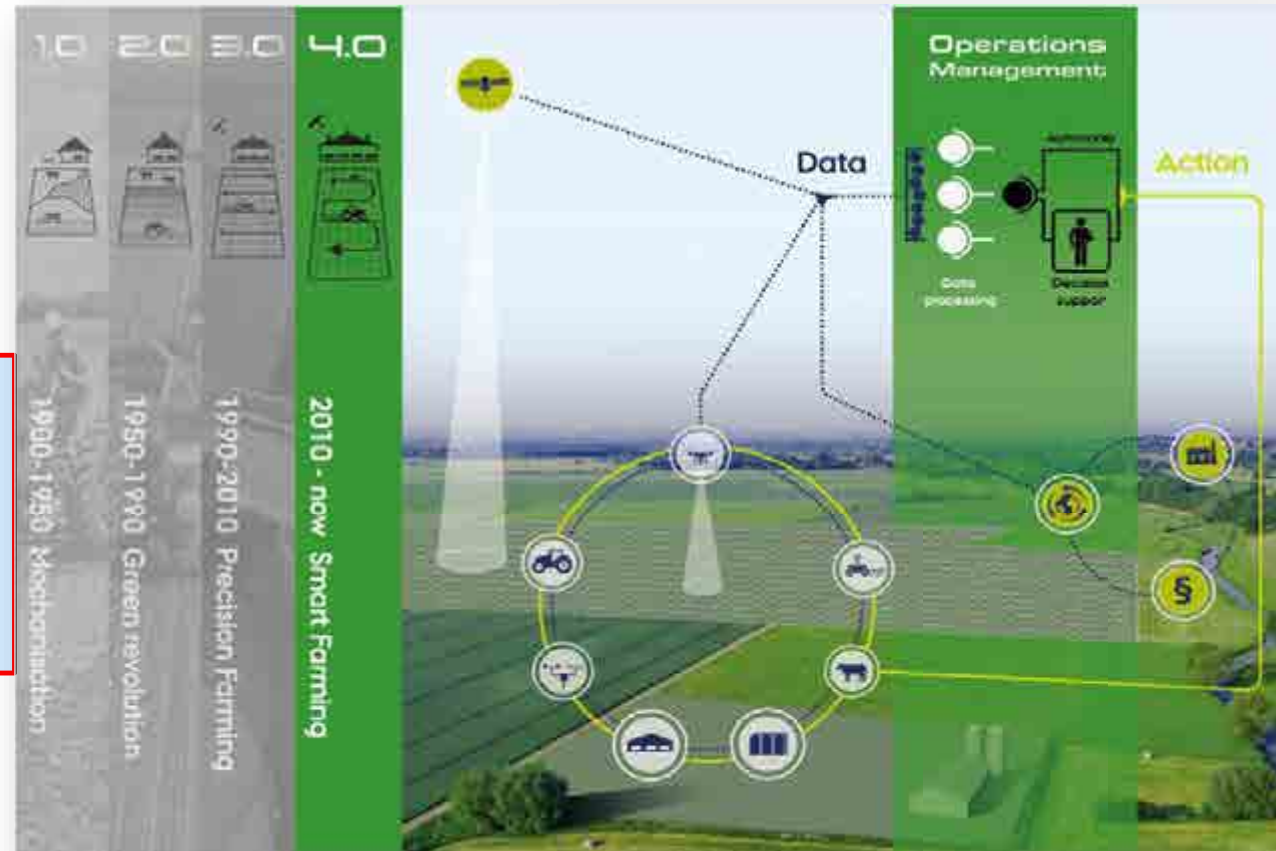 1.0
2.0
3.0
4.0
1900-1950 Mechanisation
1950-1990 Green revolution
1990-2010 Precision Farming
2010 - now Smart Farming
Data
Operations
Management
Data
processing
Decision
support
Action
§